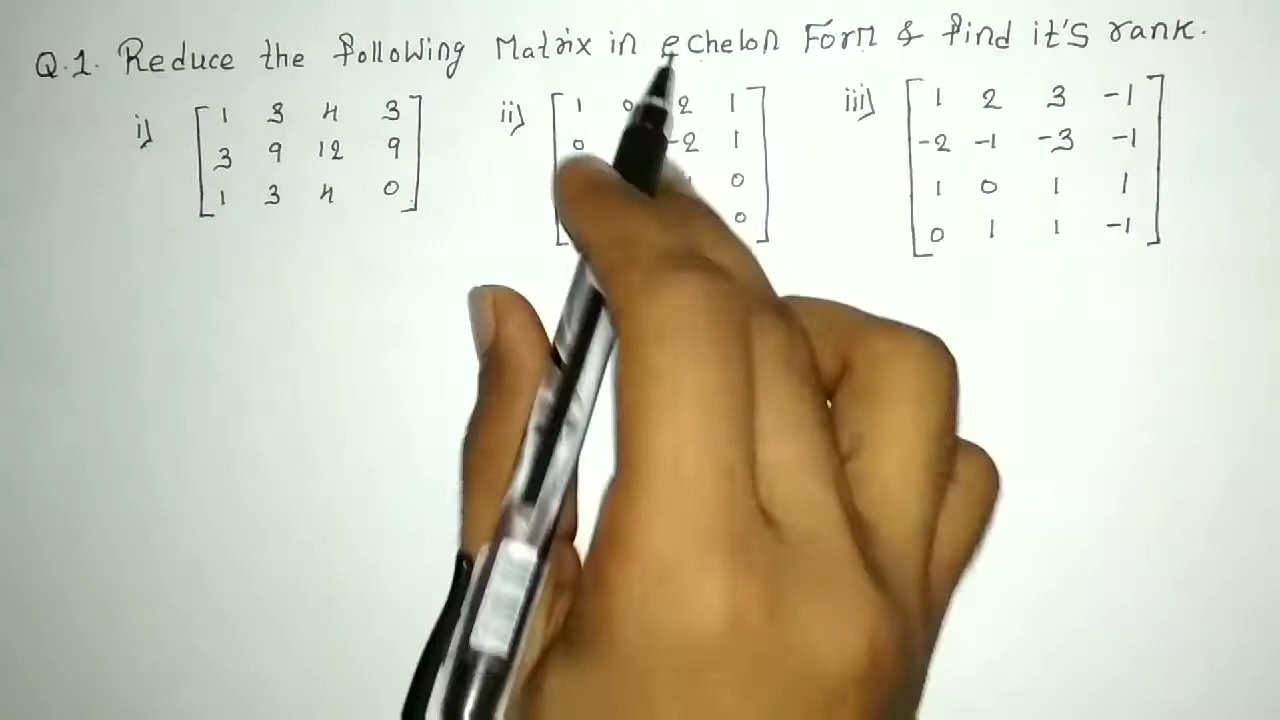 Q.1. Reduce the following Matrix in echelon Form & find it's rank.
i) [ 1 3 4 3 ] ii) [ 1 0 2 1 ] iii) [ 1 2 3 -1 ]
3 9 12 9 0 -2 1 -2 -1 -3 -1
1 3 4 0 0 1 0 1 1
0 0 1 1 -1